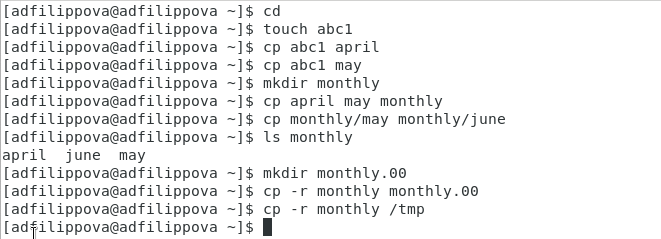 [adfilippova@adfilippova ~]$ cd
[adfilippova@adfilippova ~]$ touch abc1
[adfilippova@adfilippova ~]$ cp abc1 april
[adfilippova@adfilippova ~]$ cp abc1 may
[adfilippova@adfilippova ~]$ mkdir monthly
[adfilippova@adfilippova ~]$ cp april may monthly
[adfilippova@adfilippova ~]$ cp monthly/may monthly/june
[adfilippova@adfilippova ~]$ ls monthly
april  june  may
[adfilippova@adfilippova ~]$ mkdir monthly.00
[adfilippova@adfilippova ~]$ cp -r monthly monthly.00
[adfilippova@adfilippova ~]$ cp -r monthly /tmp
[adfilippova@adfilippova ~]$